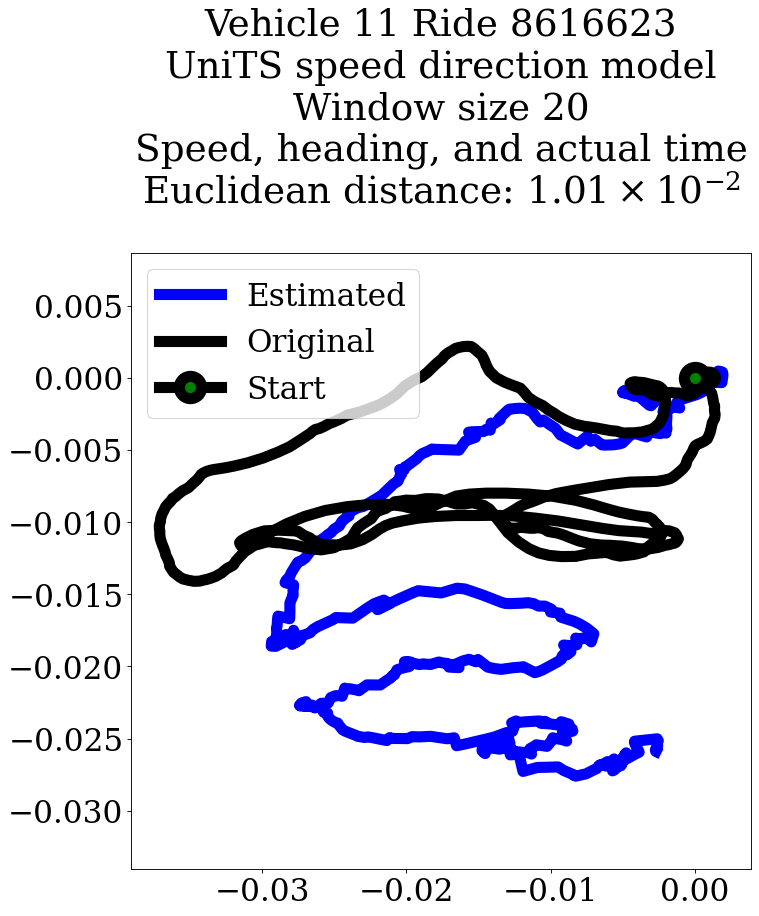 Vehicle 11 Ride 8616623
UniTS speed direction model
Window size 20
Speed, heading, and actual time
Euclidean distance: 1.01 × 10⁻²
Estimated
Original
Start
0.005
0.000
−0.005
−0.010
−0.015
−0.020
−0.025
−0.030
−0.03 −0.02 −0.01 0.00